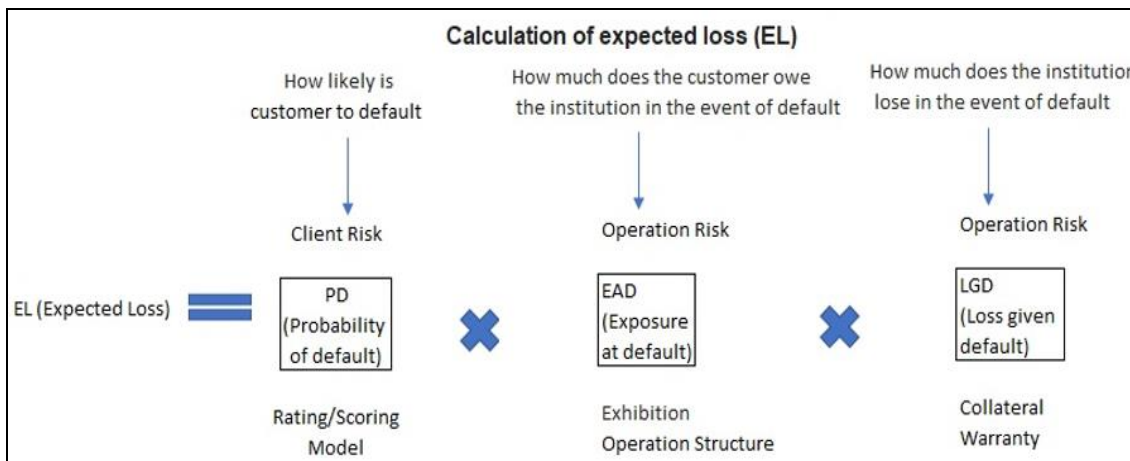 Calculation of expected loss (EL)
How likely is
customer to default
How much does the customer owe
the institution in the event of default
How much does the institution
lose in the event of default
Client Risk
Operation Risk
Operation Risk
EL (Expected Loss)
PD
(Probability
of default)
EAD
(Exposure
at default)
LGD
(Loss given
default)
Rating/Scoring
Model
Exhibition
Operation Structure
Collateral
Warranty